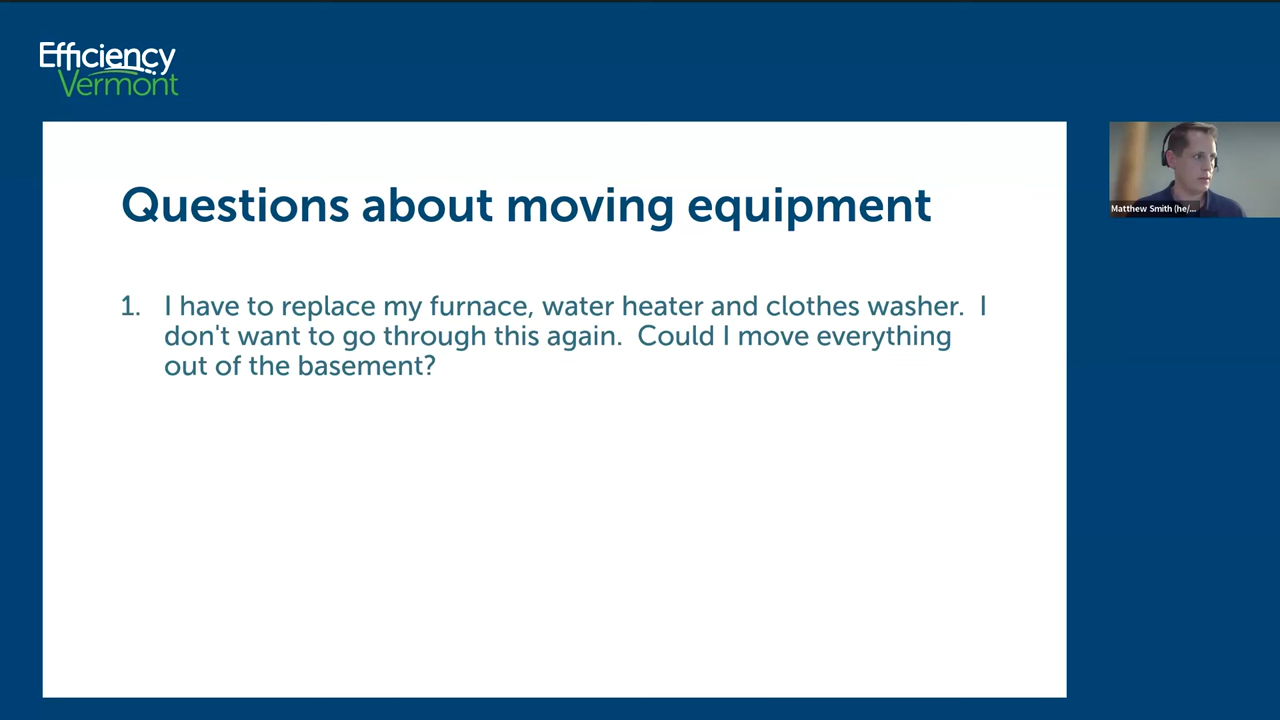 Efficiency
Vermont
Questions about moving equipment
1. I have to replace my furnace, water heater and clothes washer.  I
don't want to go through this again.  Could I move everything
out of the basement?
Matthew Smith (he/...